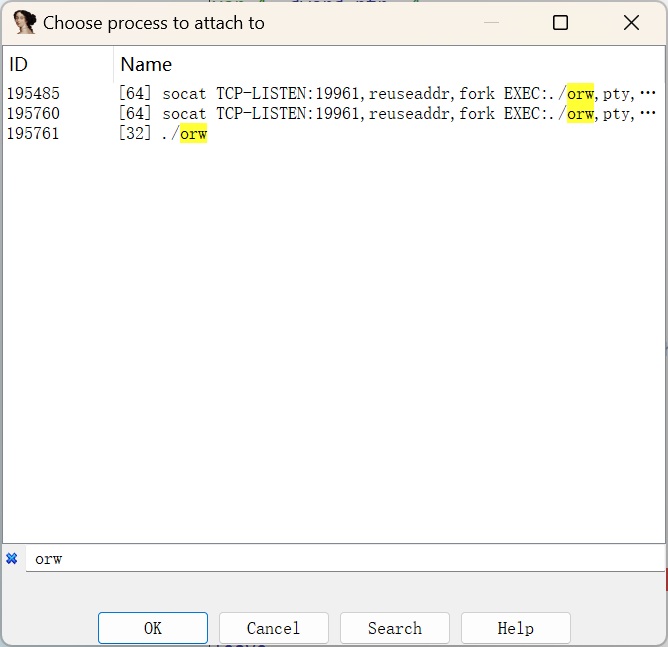 Choose process to attach to
ID Name
195485 [64] socat TCP-LISTEN:19961,reuseaddr,fork EXEC:./orw,pty,···
195760 [64] socat TCP-LISTEN:19961,reuseaddr,fork EXEC:./orw,pty,···
195761 [32] ./orw
orw
OK Cancel Search Help